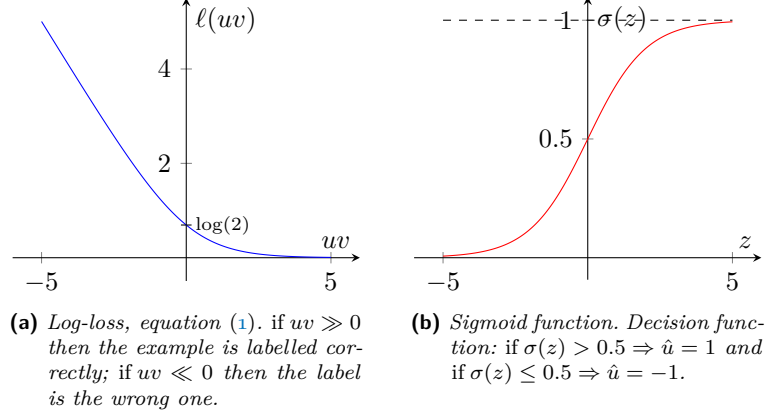 ℓ(uv)
4
2
log(2)
uv
−5
5
(a) Log-loss, equation (1). if uv ≫ 0
then the example is labelled cor-
rectly; if uv ≪ 0 then the label
is the wrong one.
1
σ(z)
0.5
z
−5
5
(b) Sigmoid function. Decision func-
tion: if σ(z) > 0.5 ⇒ û = 1 and
if σ(z) ≤ 0.5 ⇒ û = −1.